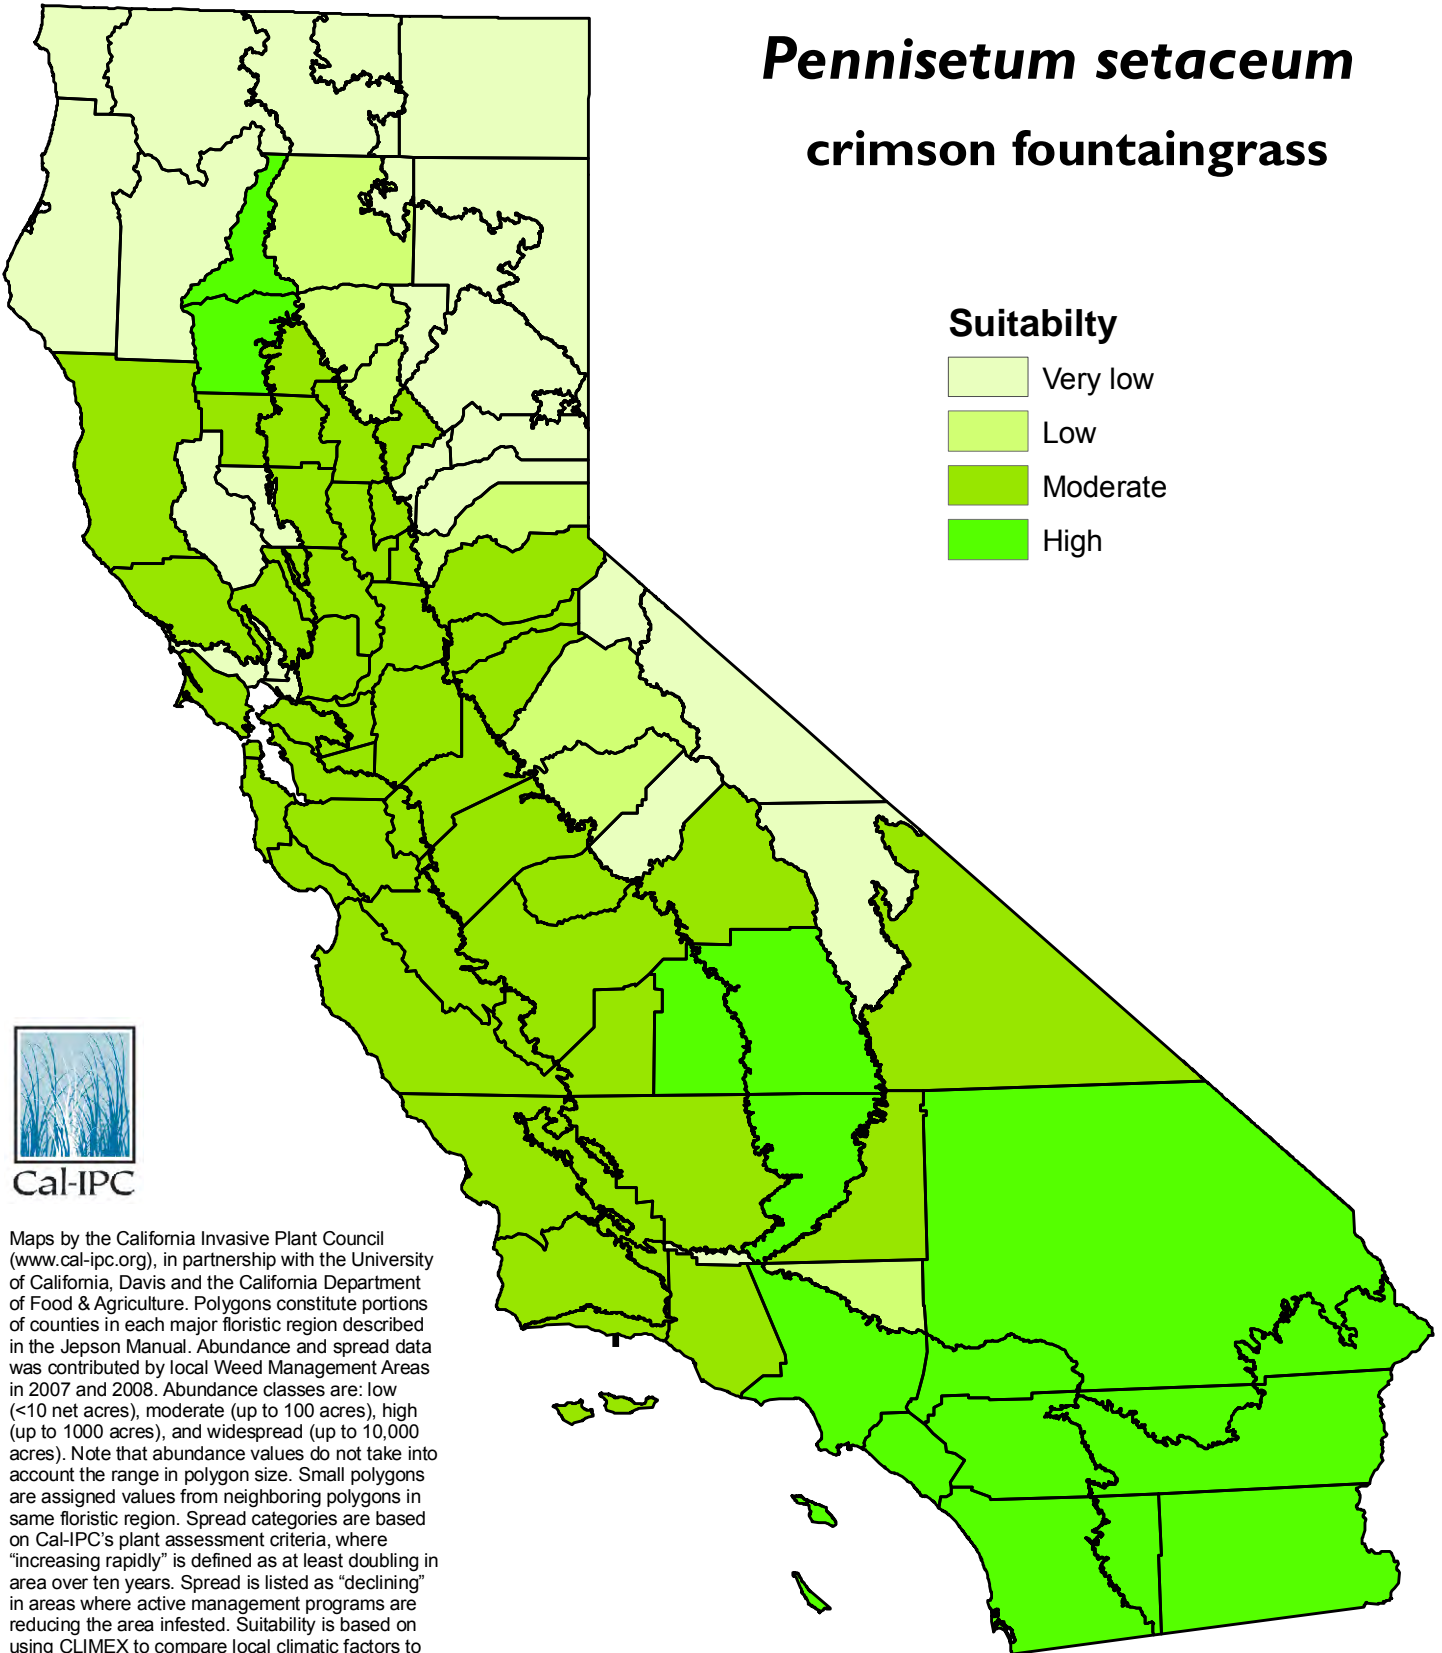 Pennisetum setaceum
crimson fountaingrass
Suitabilty
Very low
Low
Moderate
High
Cal-IPC
Maps by the California Invasive Plant Council
(www.cal-ipc.org), in partnership with the University
of California, Davis and the California Department
of Food & Agriculture. Polygons constitute portions
of counties in each major floristic region described
in the Jepson Manual. Abundance and spread data
was contributed by local Weed Management Areas
in 2007 and 2008. Abundance classes are: low
(<10 net acres), moderate (up to 100 acres), high
(up to 1000 acres), and widespread (up to 10,000
acres). Note that abundance values do not take into
account the range in polygon size. Small polygons
are assigned values from neighboring polygons in
same floristic region. Spread categories are based
on Cal-IPC's plant assessment criteria, where
“increasing rapidly” is defined as at least doubling in
area over ten years. Spread is listed as “declining”
in areas where active management programs are
reducing the area infested. Suitability is based on
using CLIMEX to compare local climatic factors to